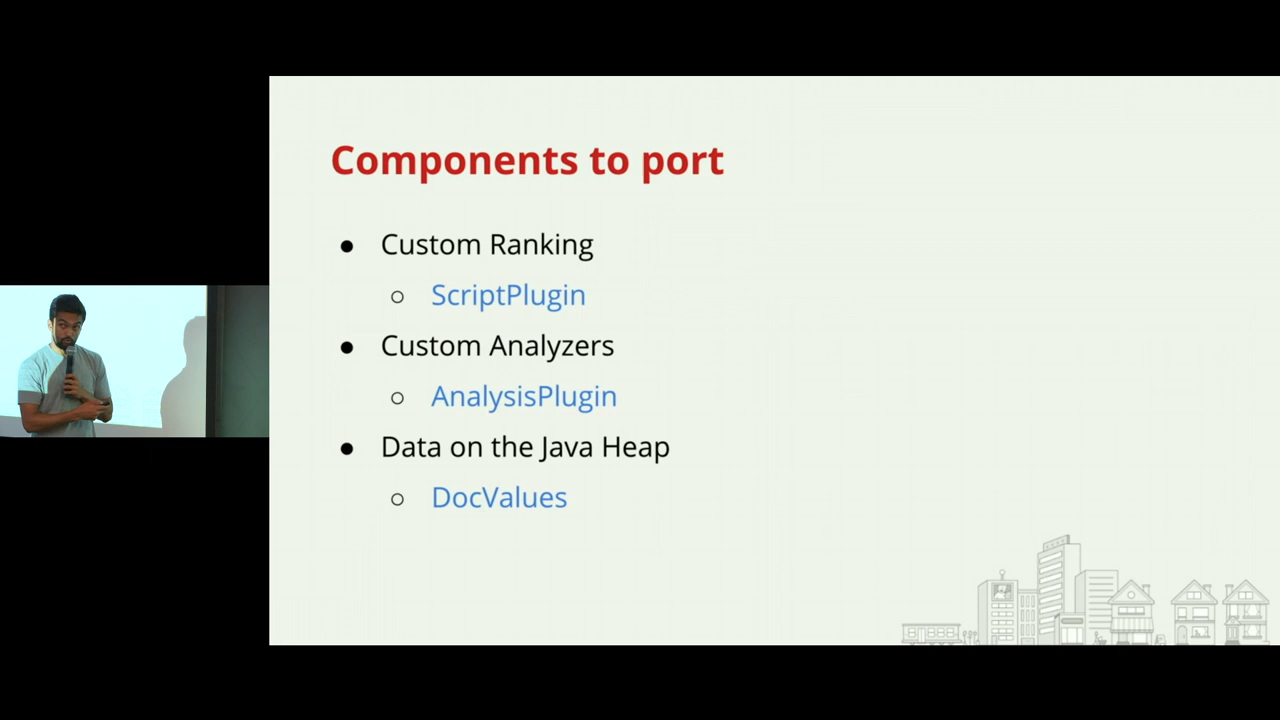 Components to port
● Custom Ranking
○ ScriptPlugin
● Custom Analyzers
○ AnalysisPlugin
● Data on the Java Heap
○ DocValues